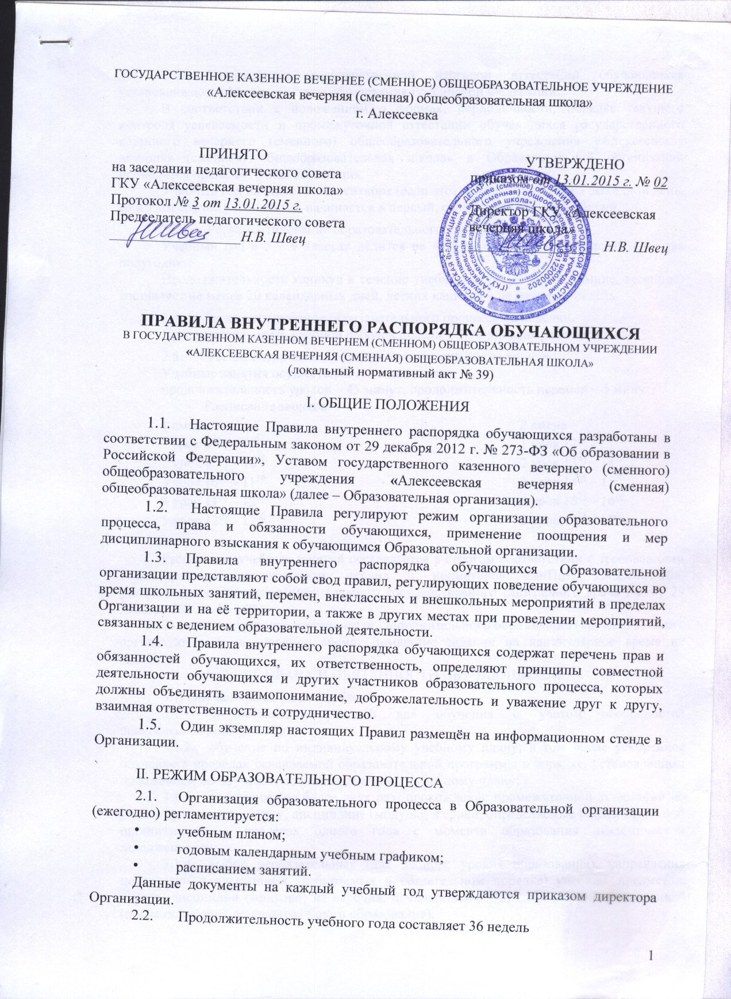 ГОСУДАРСТВЕННОЕ КАЗЕННОЕ ВЕЧЕРНЕЕ (СМЕННОЕ) ОБЩЕОБРАЗОВАТЕЛЬНОЕ УЧРЕЖДЕНИЕ
«Алексеевская вечерняя (сменная) общеобразовательная школа»
г. Алексеевка
ПРИНЯТО
на заседании педагогического совета
ГКУ «Алексеевская вечерняя школа»
Протокол № 3 от 13.01.2015 г.
Председатель педагогического совета
Н.В. Швец
УТВЕРЖДЕНО
приказом от 13.01.2015 г. № 02
Директор ГКУ «Алексеевская
вечерняя школа»
Н.В. Швец
ПРАВИЛА ВНУТРЕННЕГО РАСПОРЯДКА ОБУЧАЮЩИХСЯ
В ГОСУДАРСТВЕННОМ КАЗЕННОМ ВЕЧЕРНЕМ (СМЕННОМ) ОБЩЕОБРАЗОВАТЕЛЬНОМ УЧРЕЖДЕНИИ
«АЛЕКСЕЕВСКАЯ ВЕЧЕРНЯЯ (СМЕННАЯ) ОБЩЕОБРАЗОВАТЕЛЬНАЯ ШКОЛА»
(локальный нормативный акт № 39)
I. ОБЩИЕ ПОЛОЖЕНИЯ
1.1. Настоящие Правила внутреннего распорядка обучающихся разработаны в
соответствии с Федеральным законом от 29 декабря 2012 г. № 273-ФЗ «Об образовании в
Российской Федерации», Уставом государственного казенного вечернего (сменного)
общеобразовательного учреждения «Алексеевская вечерняя (сменная)
общеобразовательная школа» (далее – Образовательная организация).
1.2. Настоящие Правила регулируют режим организации образовательного
процесса, права и обязанности обучающихся, применение поощрения и мер
дисциплинарного взыскания к обучающимся Образовательной организации.
1.3. Правила внутреннего распорядка обучающихся Образовательной
организации представляют собой свод правил, регулирующих поведение обучающихся во
время школьных занятий, перемен, внеклассных и внешкольных мероприятий в пределах
Организации и на её территории, а также в других местах при проведении мероприятий,
связанных с ведением образовательной деятельности.
1.4. Правила внутреннего распорядка обучающихся содержат перечень прав и
обязанностей обучающихся, их ответственность, определяют принципы совместной
деятельности обучающихся и других участников образовательного процесса, которых
должны объединять взаимопонимание, доброжелательность и уважение друг к другу,
взаимная ответственность и сотрудничество.
1.5. Один экземпляр настоящих Правил размещён на информационном стенде в
Организации.
II. РЕЖИМ ОБРАЗОВАТЕЛЬНОГО ПРОЦЕССА
2.1. Организация образовательного процесса в Образовательной организации
(ежегодно) регламентируется:
• учебным планом;
• годовым календарным учебным графиком;
• расписанием занятий.
Данные документы на каждый учебный год утверждаются приказом директора
Организации.
2.2. Продолжительность учебного года составляет 36 недель
1